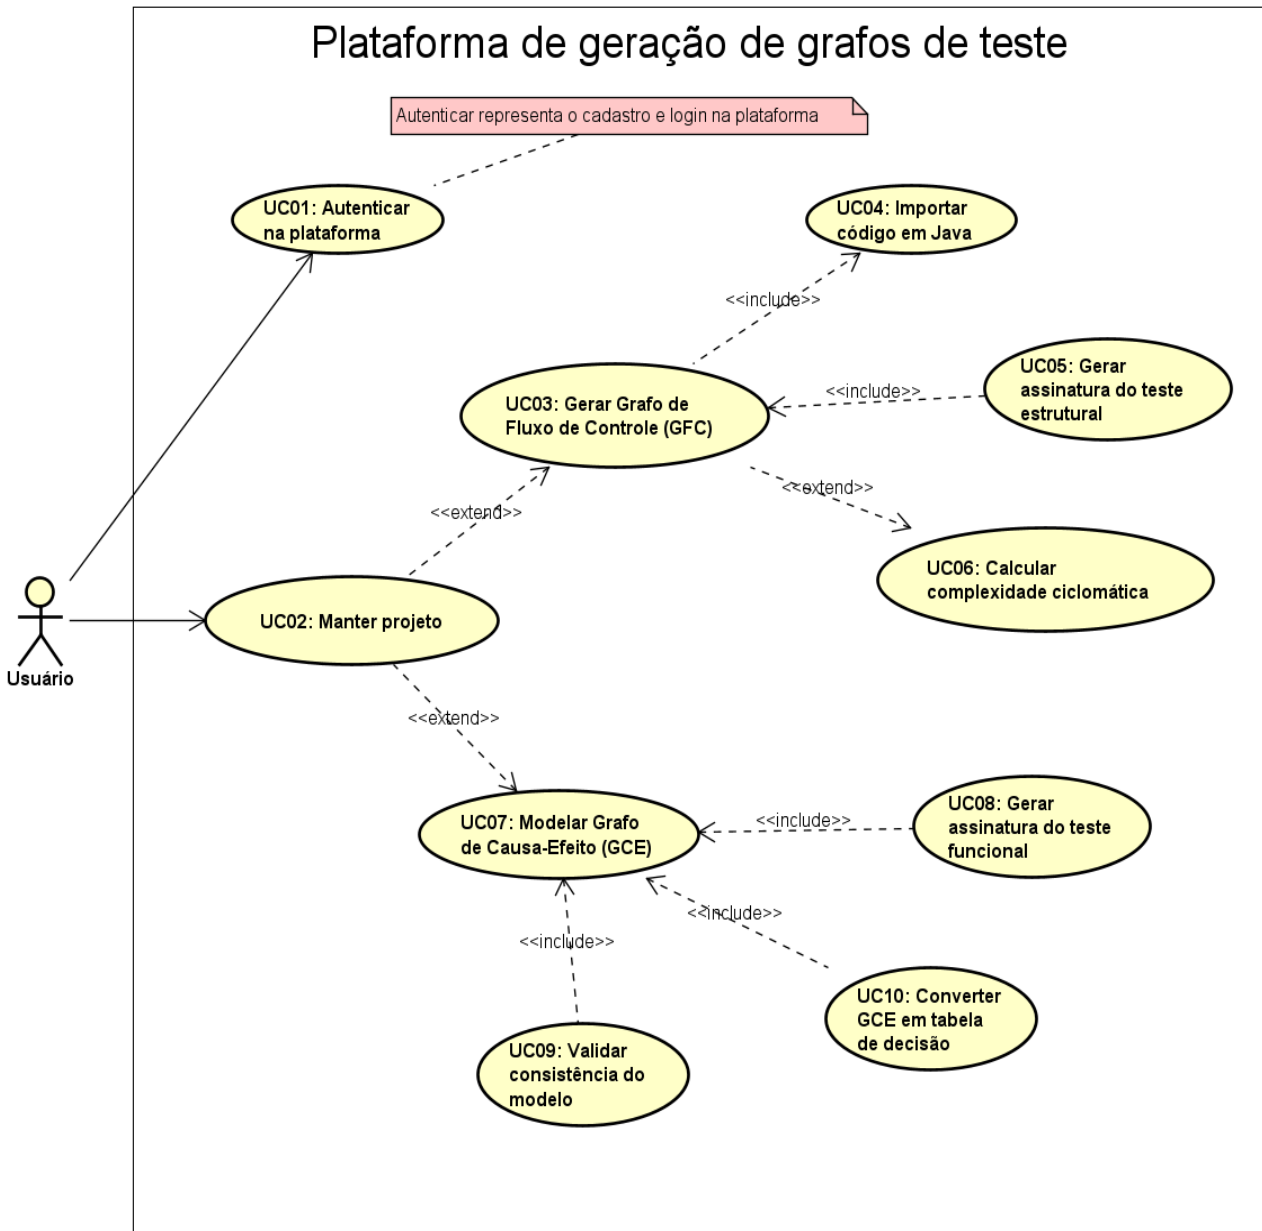 Plataforma de geração de grafos de teste
Autenticar representa o cadastro e login na plataforma
UC01: Autenticar
na plataforma
UC04: Importar
código em Java
<<include>>
UC05: Gerar
assinatura do teste
estrutural
<<include>>
UC03: Gerar Grafo de
Fluxo de Controle (GFC)
<<extend>>
<<extend>>
UC06: Calcular
complexidade ciclomática
UC02: Manter projeto
Usuário
<<extend>>
UC07: Modelar Grafo
de Causa-Efeito (GCE)
<<include>>
UC08: Gerar
assinatura do teste
funcional
<<include>>
<<include>>
UC10: Converter
GCE em tabela
de decisão
UC09: Validar
consistência do
modelo